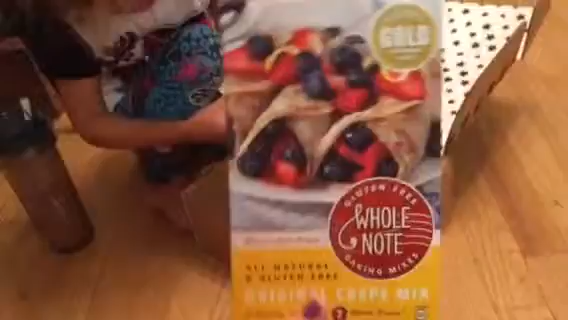 GOLD
GLUTEN FREE
WHOLE
NOTE
BAKING MIXES
ALL NATURAL
& GLUTEN FREE
ORIGINAL CREPE MIX